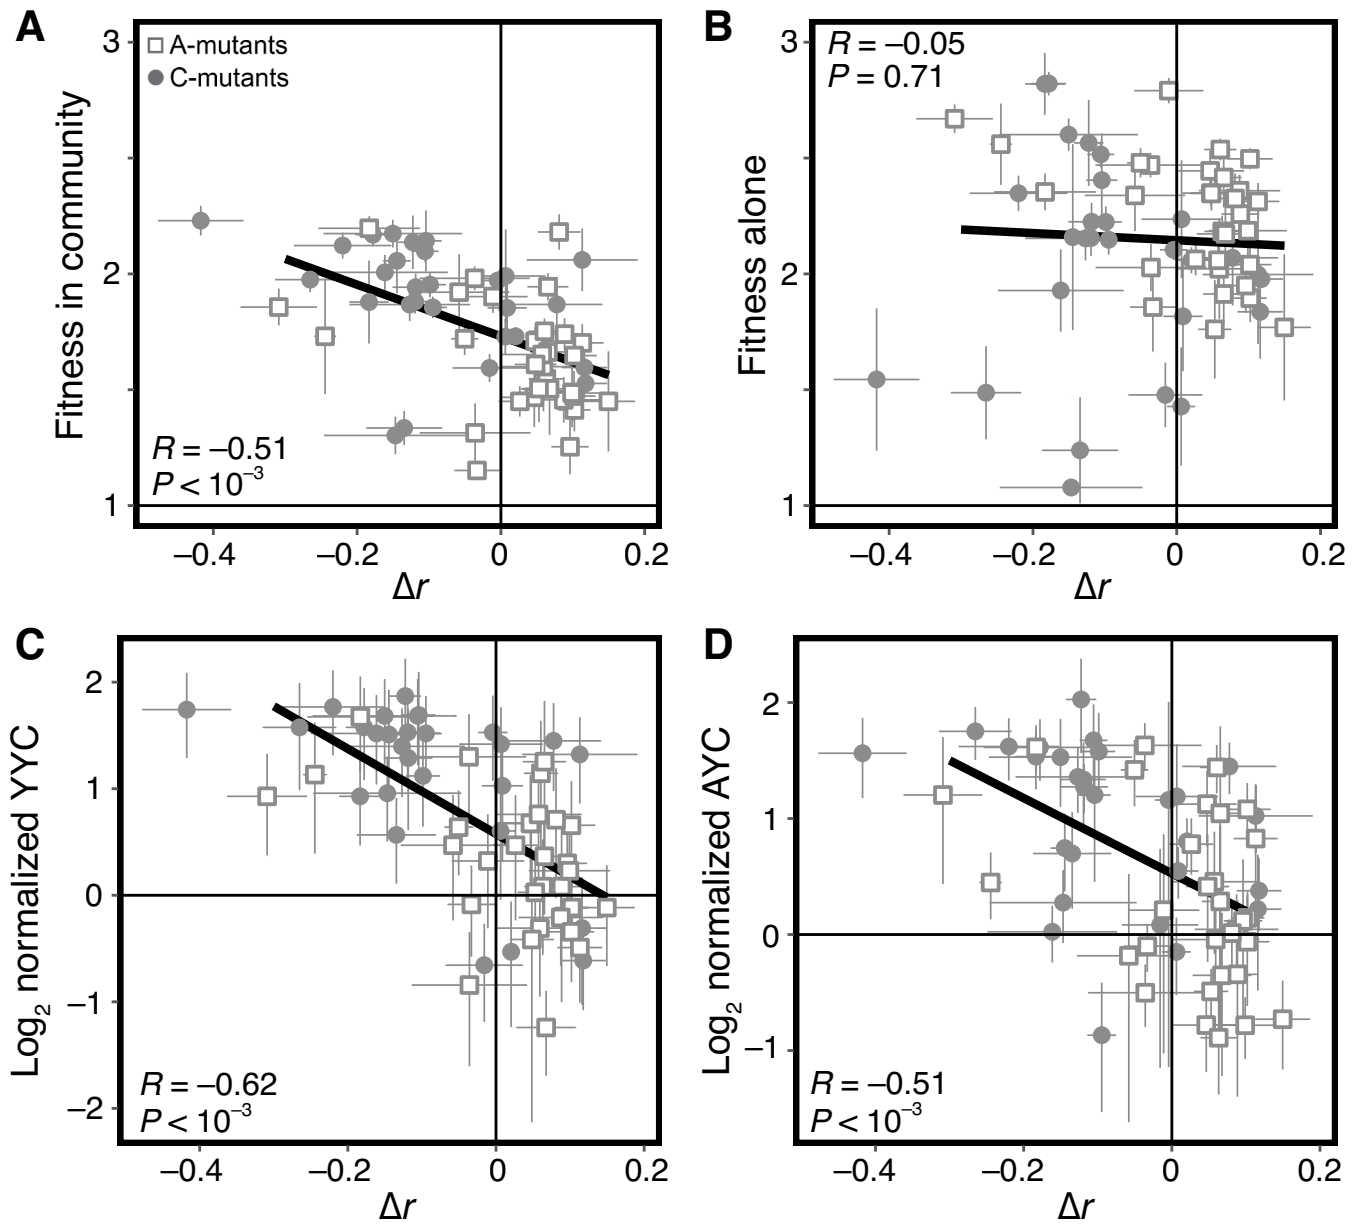 A
3
2
1
Fitness in community
A-mutants
C-mutants
R = –0.51
P < 10⁻³
–0.4 –0.2 0 0.2
Δr
B
3
2
1
Fitness alone
R = –0.05
P = 0.71
–0.4 –0.2 0 0.2
Δr
C
2
1
0
–1
–2
Log₂ normalized YYC
R = –0.62
P < 10⁻³
–0.4 –0.2 0 0.2
Δr
D
2
1
0
–1
Log₂ normalized AYC
R = –0.51
P < 10⁻³
–0.4 –0.2 0 0.2
Δr